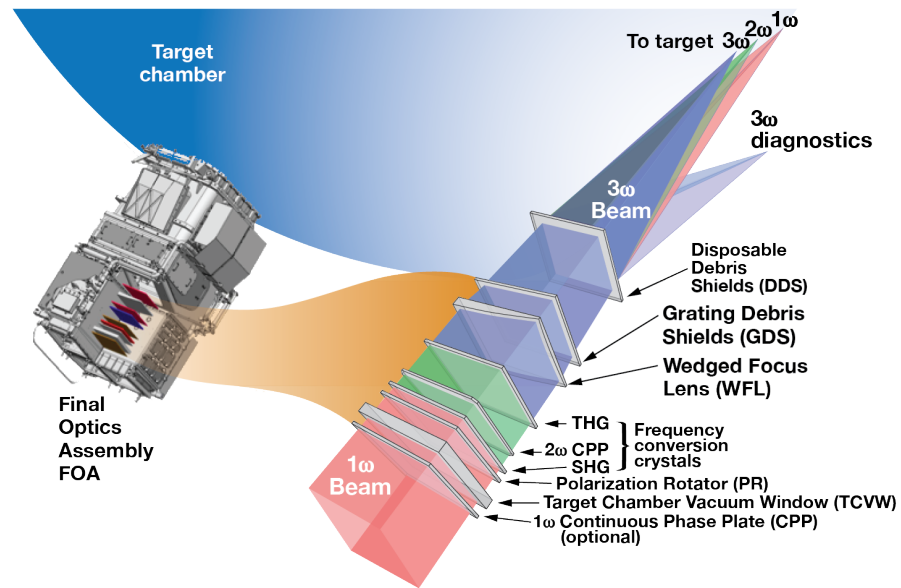 Target
chamber
To target 3ω 2ω 1ω
3ω
diagnostics
3ω
Beam
Disposable
Debris
Shields (DDS)
Grating Debris
Shields (GDS)
Wedged Focus
Lens (WFL)
THG
2ω CPP
SHG
Frequency
conversion
crystals
Polarization Rotator (PR)
Target Chamber Vacuum Window (TCVW)
1ω Continuous Phase Plate (CPP)
(optional)
1ω
Beam
Final
Optics
Assembly
FOA